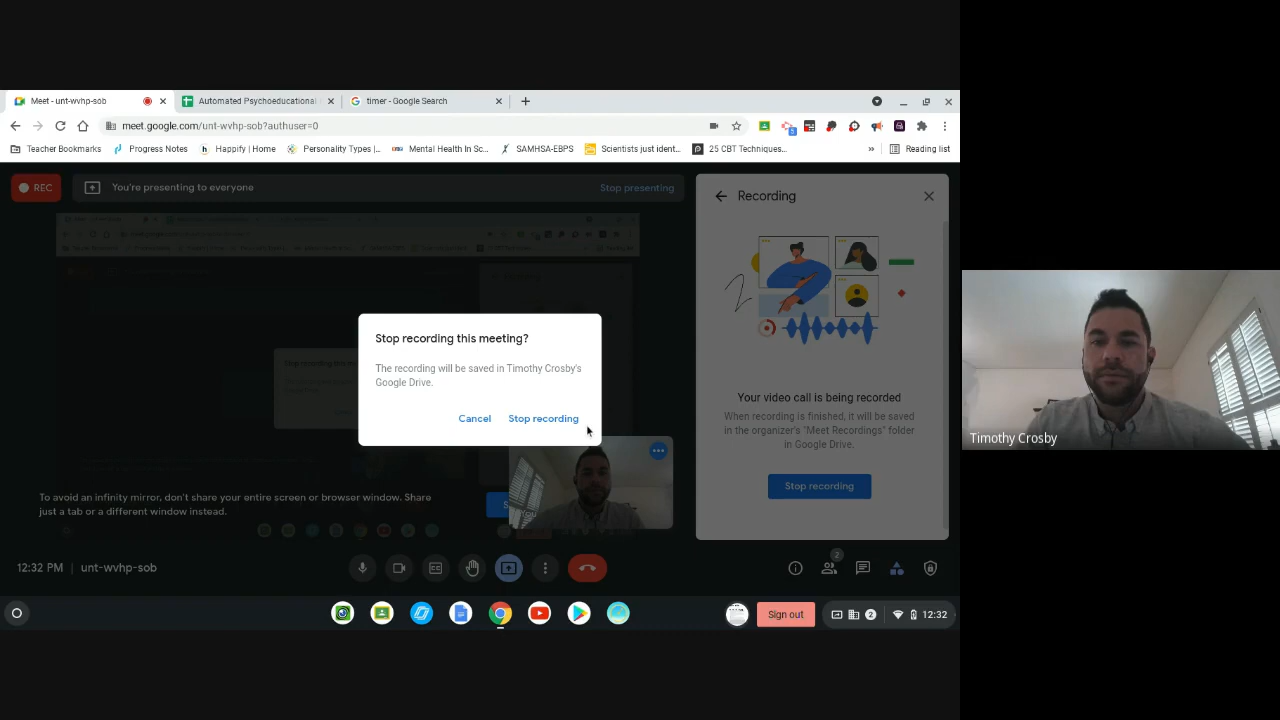 Meet - unt-wvhp-sob
Automated Psychoeducational
timer - Google Search
meet.google.com/unt-wvhp-sob?authuser=0
Teacher Bookmarks
Progress Notes
Happify | Home
Personality Types |...
Mental Health In Sc...
SAMHSA-EBPS
Scientists just ident...
25 CBT Techniques...
»
Reading list
REC
You're presenting to everyone
Stop presenting
Recording
Stop recording this meeting?
The recording will be saved in Timothy Crosby's
Google Drive.
Cancel
Stop recording
Your video call is being recorded
When recording is finished, it will be saved
in the organizer's "Meet Recordings" folder
in Google Drive.
Stop recording
To avoid an infinity mirror, don't share your entire screen or browser window. Share
just a tab or a different window instead.
You
12:32 PM | unt-wvhp-sob
2
Sign out
2
12:32
Timothy Crosby